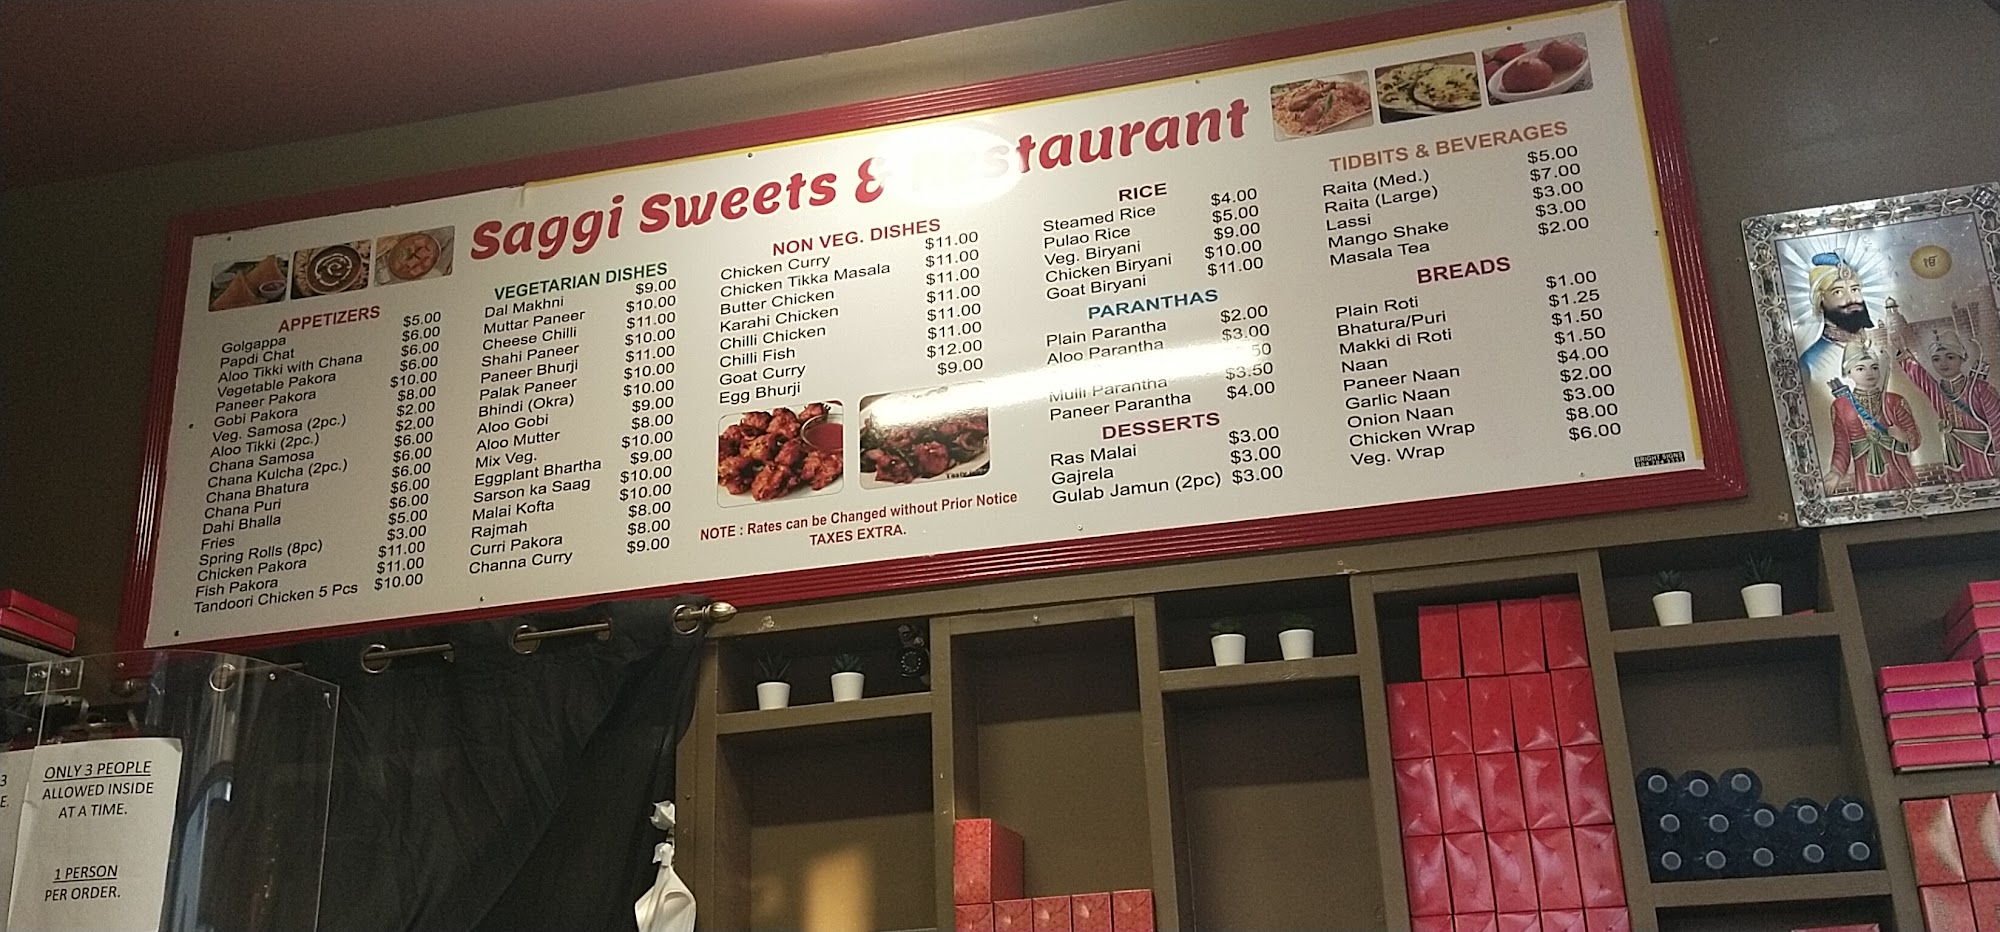 Saggi Sweets & Restaurant
APPETIZERS
Golgappa $5.00
Papdi Chat $6.00
Aloo Tikki with Chana $6.00
Vegetable Pakora $6.00
Paneer Pakora $10.00
Gobi Pakora $8.00
Veg. Samosa (2pc.) $2.00
Aloo Tikki (2pc.) $2.00
Chana Samosa $6.00
Chana Kulcha (2pc.) $6.00
Chana Bhatura $6.00
Chana Puri $6.00
Dahi Bhalla $6.00
Fries $5.00
Spring Rolls (8pc) $3.00
Chicken Pakora $11.00
Fish Pakora $11.00
Tandoori Chicken 5 Pcs $10.00
VEGETARIAN DISHES
Dal Makhni $9.00
Muttar Paneer $10.00
Cheese Chilli $11.00
Shahi Paneer $10.00
Paneer Bhurji $11.00
Palak Paneer $10.00
Bhindi (Okra) $10.00
Aloo Gobi $9.00
Aloo Mutter $8.00
Mix Veg. $10.00
Eggplant Bhartha $9.00
Sarson ka Saag $10.00
Malai Kofta $10.00
Rajmah $8.00
Curri Pakora $8.00
Channa Curry $9.00
NON VEG. DISHES
Chicken Curry $11.00
Chicken Tikka Masala $11.00
Butter Chicken $11.00
Karahi Chicken $11.00
Chilli Chicken $11.00
Chilli Fish $11.00
Goat Curry $12.00
Egg Bhurji $9.00
NOTE : Rates can be Changed without Prior Notice
TAXES EXTRA.
RICE
Steamed Rice $4.00
Pulao Rice $5.00
Veg. Biryani $9.00
Chicken Biryani $10.00
Goat Biryani $11.00
PARANTHAS
Plain Parantha $2.00
Aloo Parantha $3.00
50
Mulli Parantha $3.50
Paneer Parantha $4.00
DESSERTS
Ras Malai $3.00
Gajrela $3.00
Gulab Jamun (2pc) $3.00
TIDBITS & BEVERAGES
Raita (Med.) $5.00
Raita (Large) $7.00
Lassi $3.00
Mango Shake $3.00
Masala Tea $2.00
BREADS
Plain Roti $1.00
Bhatura/Puri $1.25
Makki di Roti $1.50
Naan $1.50
Paneer Naan $4.00
Garlic Naan $2.00
Onion Naan $3.00
Chicken Wrap $8.00
Veg. Wrap $6.00
BRIGHT SIGNS
ONLY 3 PEOPLE
ALLOWED INSIDE
AT A TIME.
1 PERSON
PER ORDER.